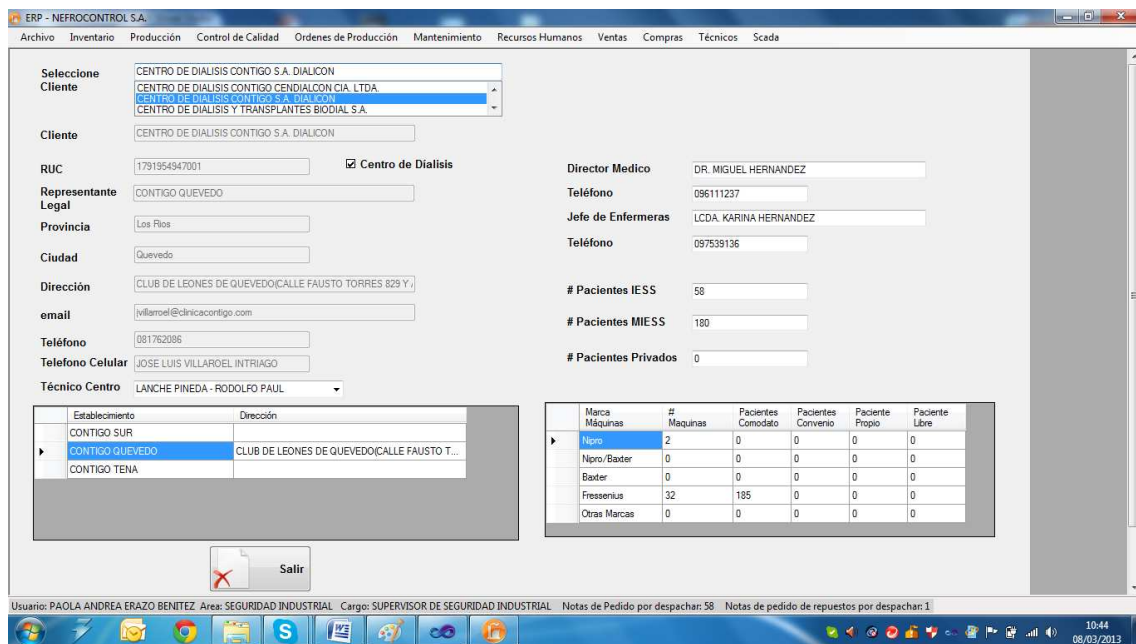 ERP - NEFROCONTROL S.A.
Archivo Inventario Producción Control de Calidad Ordenes de Producción Mantenimiento Recursos Humanos Ventas Compras Técnicos Scada
Seleccione Cliente
CENTRO DE DIALISIS CONTIGO S.A. DIALICON
CENTRO DE DIALISIS CONTIGO CENDIALCON CIA. LTDA.
CENTRO DE DIALISIS CONTIGO S.A. DIALICON
CENTRO DE DIALISIS Y TRANSPLANTES BIODIAL S.A.
Cliente CENTRO DE DIALISIS CONTIGO S.A. DIALICON
RUC 1791954947001 Centro de Díalisis
Representante Legal CONTIGO QUEVEDO
Provincia Los Rios
Ciudad Quevedo
Dirección CLUB DE LEONES DE QUEVEDO(CALLE FAUSTO TORRES 829 Y
email jvillarroel@clinicacontigo.com
Teléfono 081762086
Telefono Celular JOSE LUIS VILLAROEL INTRIAGO
Técnico Centro LANCHE PINEDA - RODOLFO PAUL
Director Medico DR. MIGUEL HERNANDEZ
Teléfono 096111237
Jefe de Enfermeras LCDA. KARINA HERNANDEZ
Teléfono 097539136
# Pacientes IESS 58
# Pacientes MIESS 180
# Pacientes Privados 0
Establecimiento Dirección
CONTIGO SUR
CONTIGO QUEVEDO CLUB DE LEONES DE QUEVEDO(CALLE FAUSTO T...
CONTIGO TENA
Marca Máquinas # Maquinas Pacientes Comodato Pacientes Convenio Paciente Propio Paciente Libre
Nipro 2 0 0 0 0
Nipro/Baxter 0 0 0 0 0
Baxter 0 0 0 0 0
Fressenius 32 185 0 0 0
Otras Marcas 0 0 0 0 0
Salir
Usuario: PAOLA ANDREA ERAZO BENITEZ Area: SEGURIDAD INDUSTRIAL Cargo: SUPERVISOR DE SEGURIDAD INDUSTRIAL Notas de Pedido por despachar: 58 Notas de pedido de repuestos por despachar: 1
10:44
08/03/2013